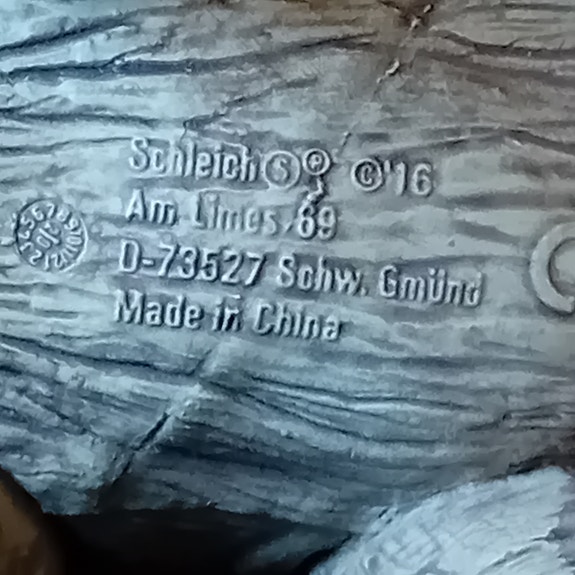 Schleich Ⓢ ® ©'16
Am Limes 69
D-73527 Schw. Gmünd
Made in China